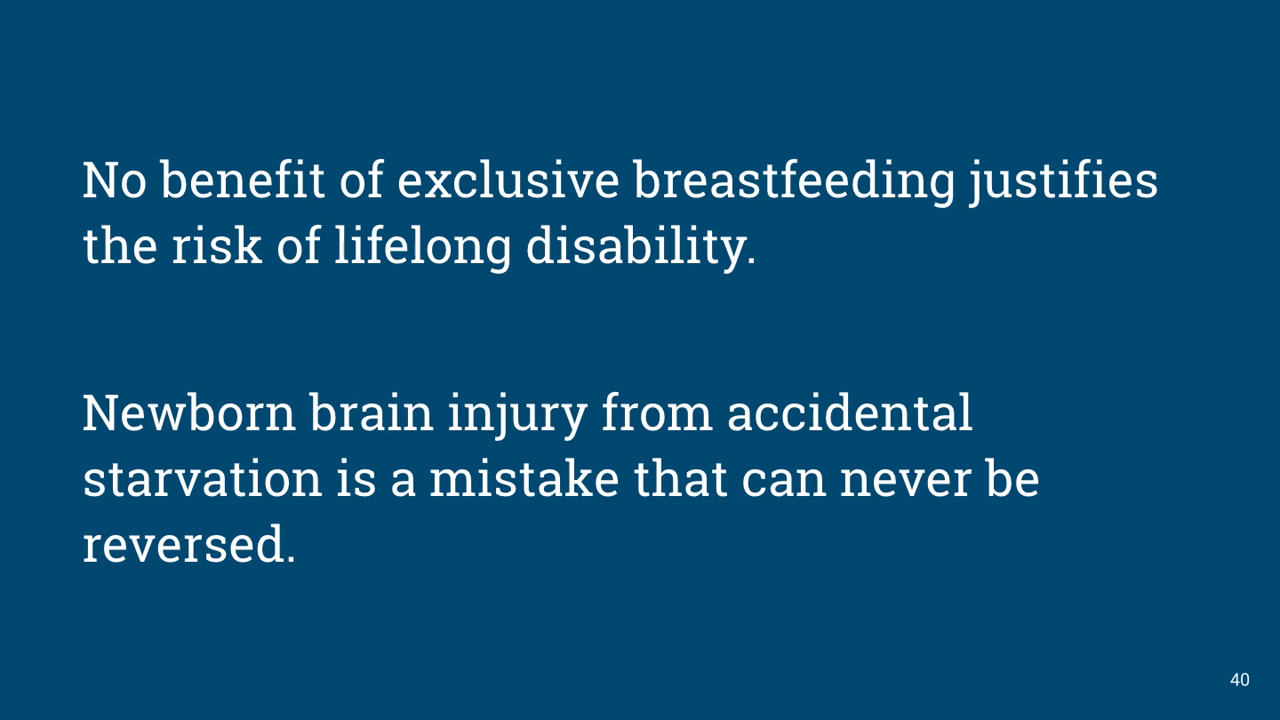 No benefit of exclusive breastfeeding justifies
the risk of lifelong disability.
Newborn brain injury from accidental
starvation is a mistake that can never be
reversed.
40